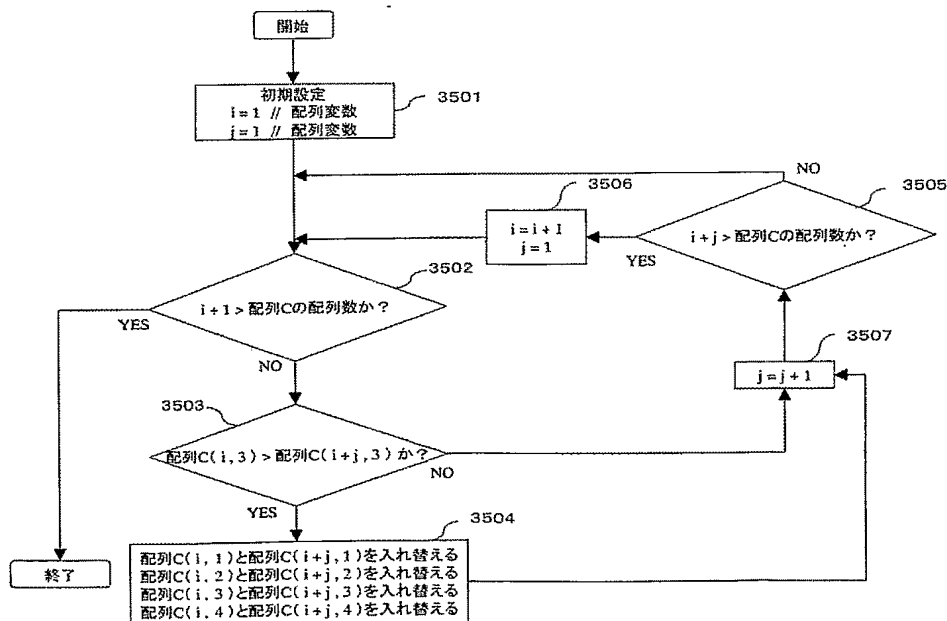 開始
初期設定
i=1 // 配列変数
j=1 // 配列変数
3501
NO
3506
3505
i=i+1
j=1
i+j>配列Cの配列数か？
YES
3502
i+1>配列Cの配列数か？
YES
NO
3507
j=j+1
3503
配列C(i,3)>配列C(i+j,3)か？
NO
YES
3504
配列C(i,1)と配列C(i+j,1)を入れ替える
配列C(i,2)と配列C(i+j,2)を入れ替える
配列C(i,3)と配列C(i+j,3)を入れ替える
配列C(i,4)と配列C(i+j,4)を入れ替える
終了